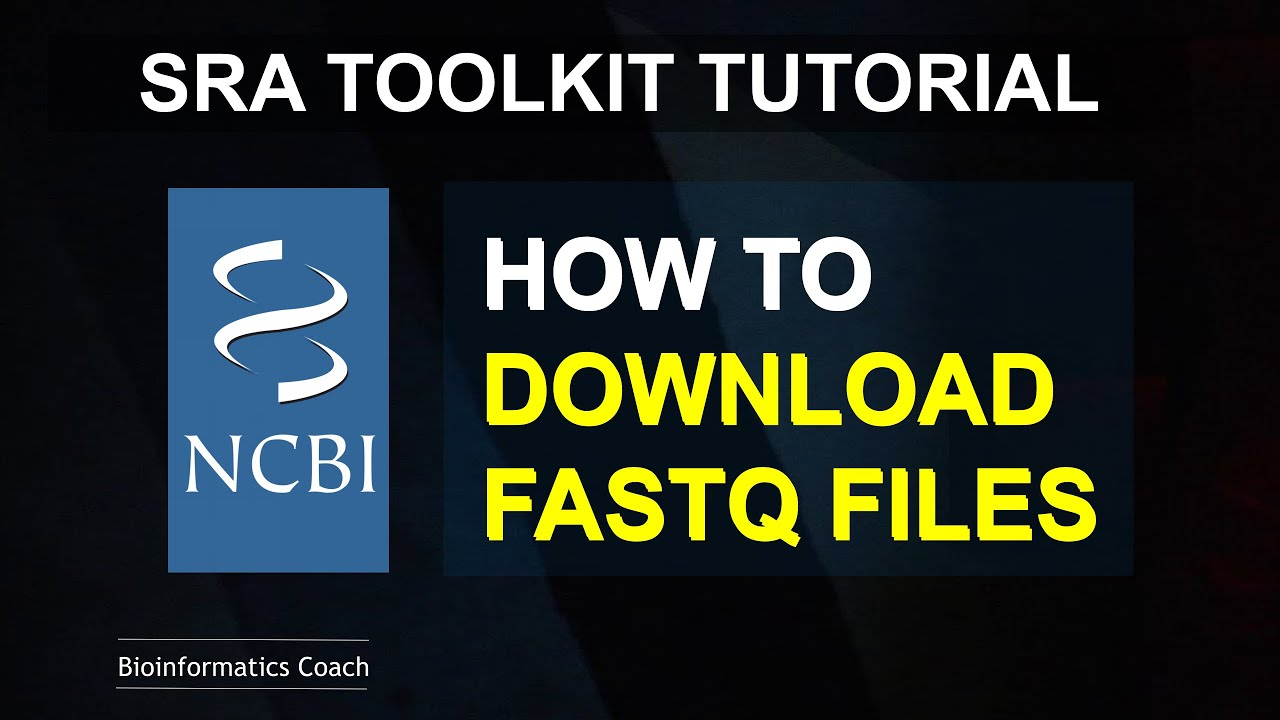 SRA TOOLKIT TUTORIAL
NCBI
HOW TO
DOWNLOAD
FASTQ FILES
Bioinformatics Coach